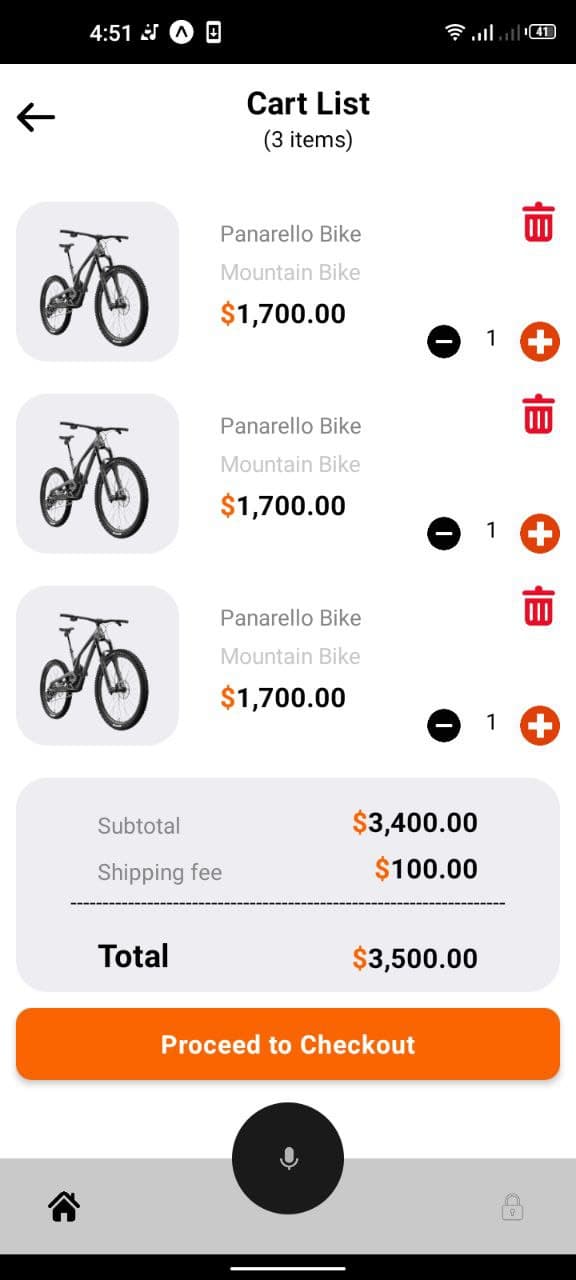 4:51
41
Cart List
(3 items)
Panarello Bike
Mountain Bike
$1,700.00
1
Panarello Bike
Mountain Bike
$1,700.00
1
Panarello Bike
Mountain Bike
$1,700.00
1
Subtotal $3,400.00
Shipping fee $100.00
Total $3,500.00
Proceed to Checkout